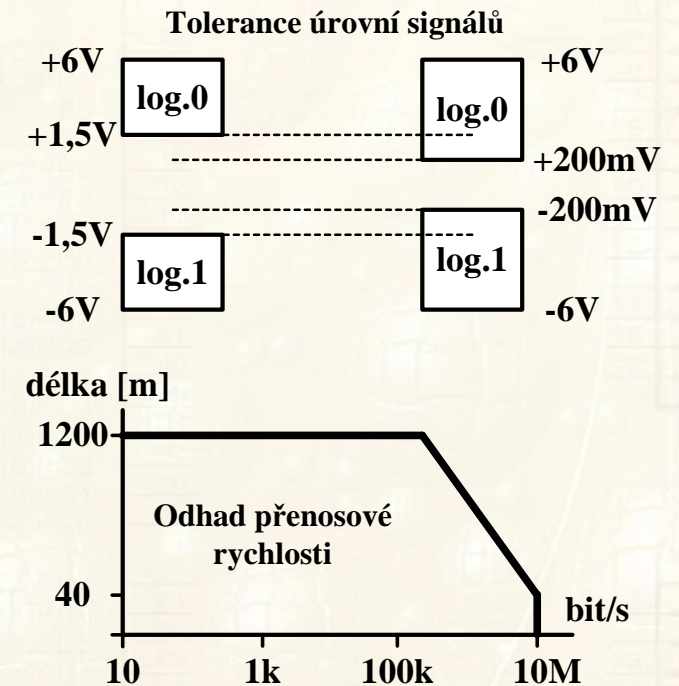 Tolerance úrovní signálů
+6V
+6V
log.0
log.0
+1,5V
+200mV
-200mV
-1,5V
log.1
log.1
-6V
-6V
délka [m]
1200
Odhad přenosové
rychlosti
40
bit/s
10 1k 100k 10M